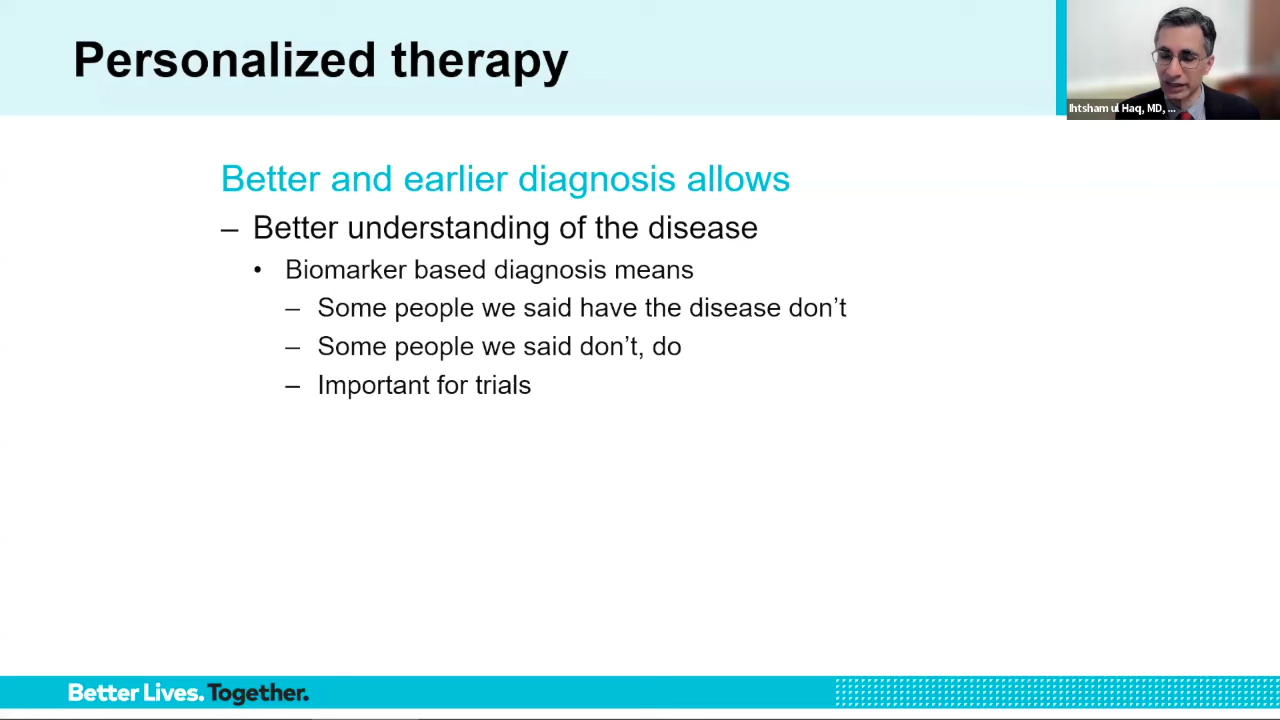 Personalized therapy
Ihtsham ul Haq, MD, ...
Better and earlier diagnosis allows
– Better understanding of the disease
• Biomarker based diagnosis means
– Some people we said have the disease don’t
– Some people we said don’t, do
– Important for trials
Better Lives. Together.